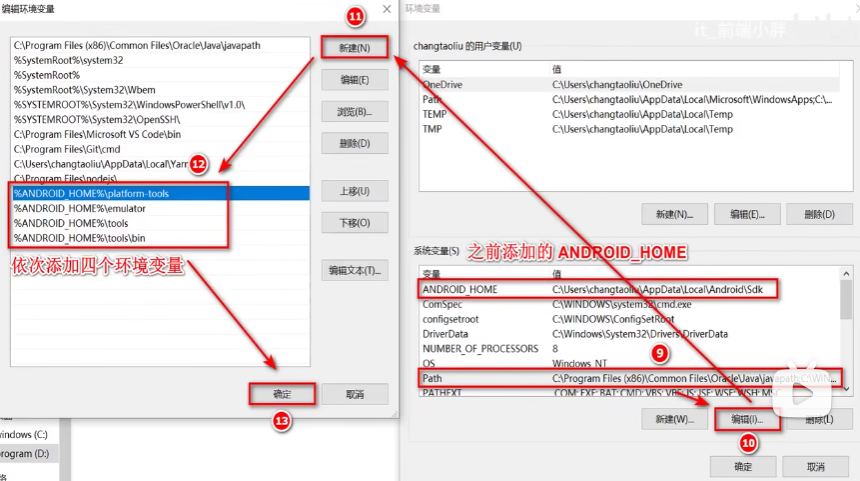 编辑环境变量
11
C:\Program Files (x86)\Common Files\Oracle\Java\javapath
%SystemRoot%\system32
%SystemRoot%
%SystemRoot%\System32\Wbem
%SYSTEMROOT%\System32\WindowsPowerShell\v1.0\
%SYSTEMROOT%\System32\OpenSSH\
C:\Program Files\Microsoft VS Code\bin
C:\Program Files\Git\cmd
C:\Users\changtaoliu\AppData\Local\Yarn
C:\Program Files\nodejs\
12
%ANDROID_HOME%\platform-tools
%ANDROID_HOME%\emulator
%ANDROID_HOME%\tools
%ANDROID_HOME%\tools\bin
依次添加四个环境变量
新建(N)
编辑(E)
浏览(B)...
删除(D)
上移(U)
下移(O)
编辑文本(T)...
确定
取消
13
indows (C:)
rogram (D:)
环境变量
it_前端小胖
changtaoliu 的用户变量(U)
变量 值
OneDrive C:\Users\changtaoliu\OneDrive
Path C:\Users\changtaoliu\AppData\Local\Microsoft\WindowsApps;C:\...
TEMP C:\Users\changtaoliu\AppData\Local\Temp
TMP C:\Users\changtaoliu\AppData\Local\Temp
新建(N)... 编辑(E)... 删除(D)
系统变量(S) 之前添加的 ANDROID_HOME
变量 值
ANDROID_HOME C:\Users\changtaoliu\AppData\Local\Android\Sdk
ComSpec C:\WINDOWS\system32\cmd.exe
configsetroot C:\WINDOWS\ConfigSetRoot
DriverData C:\Windows\System32\Drivers\DriverData
NUMBER_OF_PROCESSORS 8
9
OS Windows_NT
Path C:\Program Files (x86)\Common Files\Oracle\Java\javapath;C:\WIN...
PATHEXT .COM;.EXE;.BAT;.CMD;.VBS;.VBE;.JS;.JSE;.WSF;.WSH;.MSC
新建(W)... 编辑(I)... 删除(L)
10
确定 取消